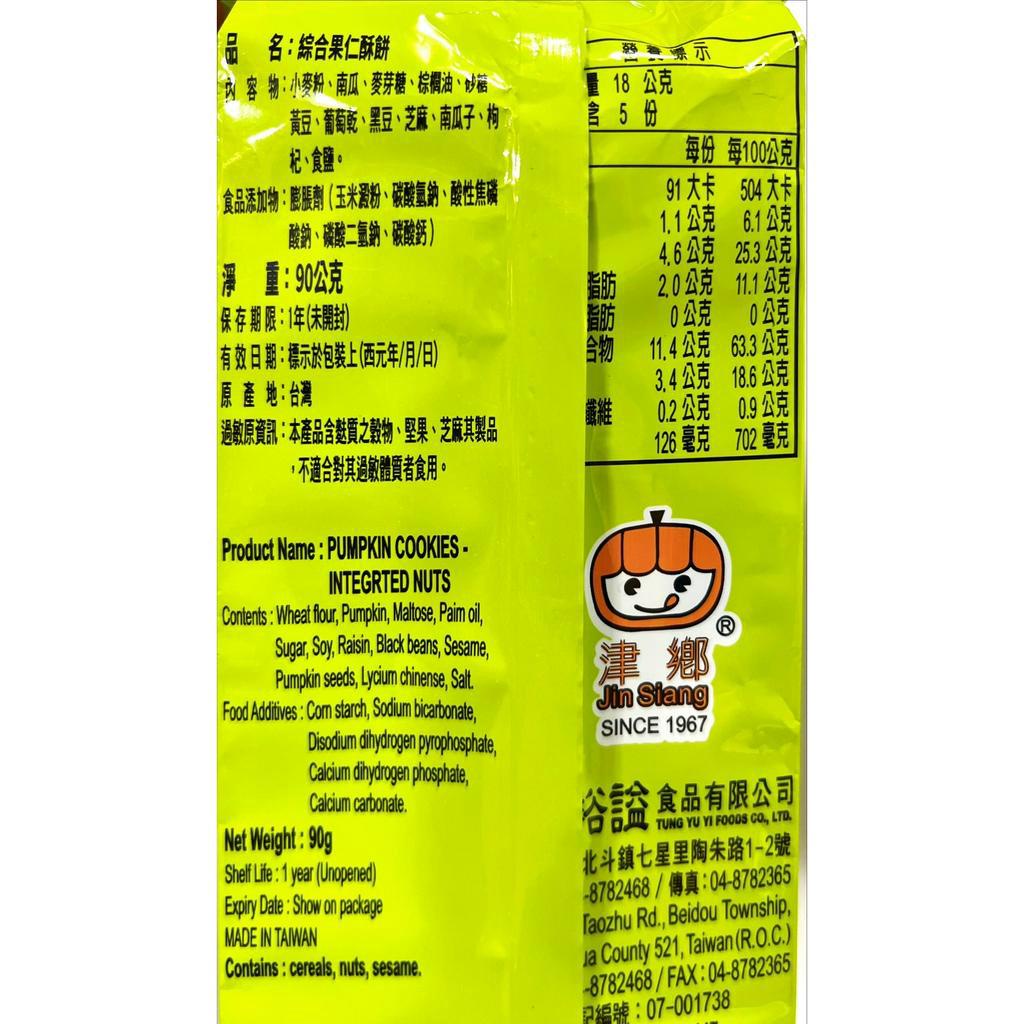 品 名：綜合果仁酥餅
內 容 物：小麥粉、南瓜、麥芽糖、棕櫚油、砂糖
黃豆、葡萄乾、黑豆、芝麻、南瓜子、枸
杞、食鹽。
食品添加物：膨脹劑（玉米澱粉、碳酸氫鈉、酸性焦磷
酸鈉、磷酸二氫鈉、碳酸鈣）
淨 重：90公克
保存期限：1年(未開封)
有效日期：標示於包裝上(西元年/月/日)
原 產 地：台灣
過敏原資訊：本產品含麩質之穀物、堅果、芝麻其製品
，不適合對其過敏體質者食用。
Product Name : PUMPKIN COOKIES -
INTEGRTED NUTS
Contents : Wheat flour, Pumpkin, Maltose, Paim oil,
Sugar, Soy, Raisin, Black beans, Sesame,
Pumpkin seeds, Lycium chinense, Salt.
Food Additives : Corn starch, Sodium bicarbonate,
Disodium dihydrogen pyrophosphate,
Calcium dihydrogen phosphate,
Calcium carbonate.
Net Weight : 90g
Shelf Life : 1 year (Unopened)
Expiry Date : Show on package
MADE IN TAIWAN
Contains : cereals, nuts, sesame.
營養標示
量 18 公克
含 5 份
每份 每100公克
91 大卡 504 大卡
1.1 公克 6.1 公克
4.6 公克 25.3 公克
脂肪 2.0 公克 11.1 公克
脂肪 0 公克 0 公克
合物 11.4 公克 63.3 公克
3.4 公克 18.6 公克
纖維 0.2 公克 0.9 公克
126 毫克 702 毫克
®
津鄉
Jin Siang
SINCE 1967
裕謚食品有限公司
TUNG YU YI FOODS CO., LTD.
北斗鎮七星里陶朱路1-2號
-8782468 / 傳真：04-8782365
Taozhu Rd., Beidou Township,
ua County 521, Taiwan (R.O.C.)
-8782468 / FAX : 04-8782365
記編號：07-001738